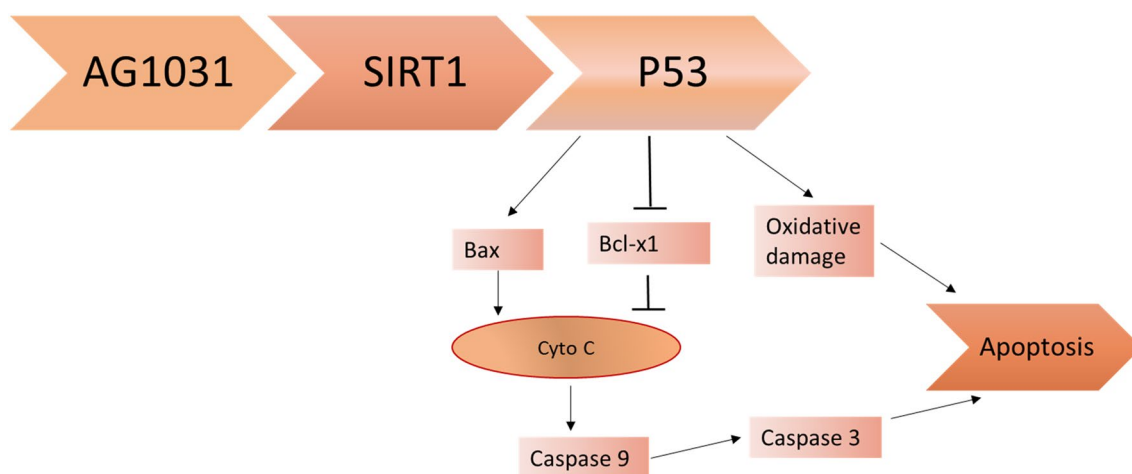 AG1031
SIRT1
P53
Bax
Bcl-x1
Oxidative
damage
Cyto C
Apoptosis
Caspase 9
Caspase 3